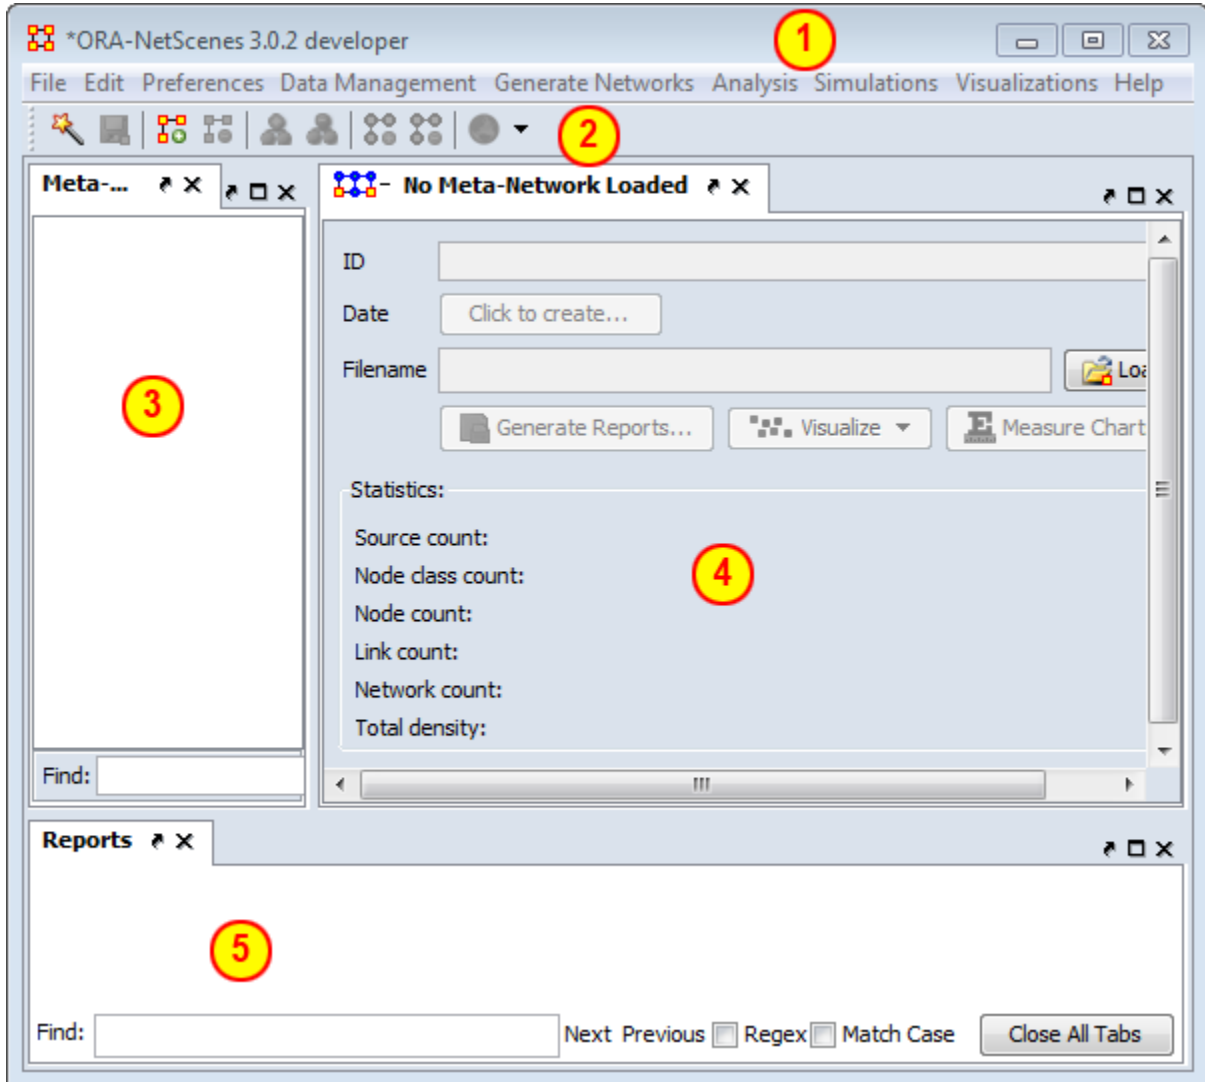 *ORA-NetScenes 3.0.2 developer
1
File Edit Preferences Data Management Generate Networks Analysis Simulations Visualizations Help
2
Meta-...
No Meta-Network Loaded
ID
Date Click to create...
Filename Loa
3
Generate Reports... Visualize Measure Chart
Statistics:
Source count:
Node class count:
4
Node count:
Link count:
Network count:
Total density:
Find:
Reports
5
Find: Next Previous Regex Match Case Close All Tabs